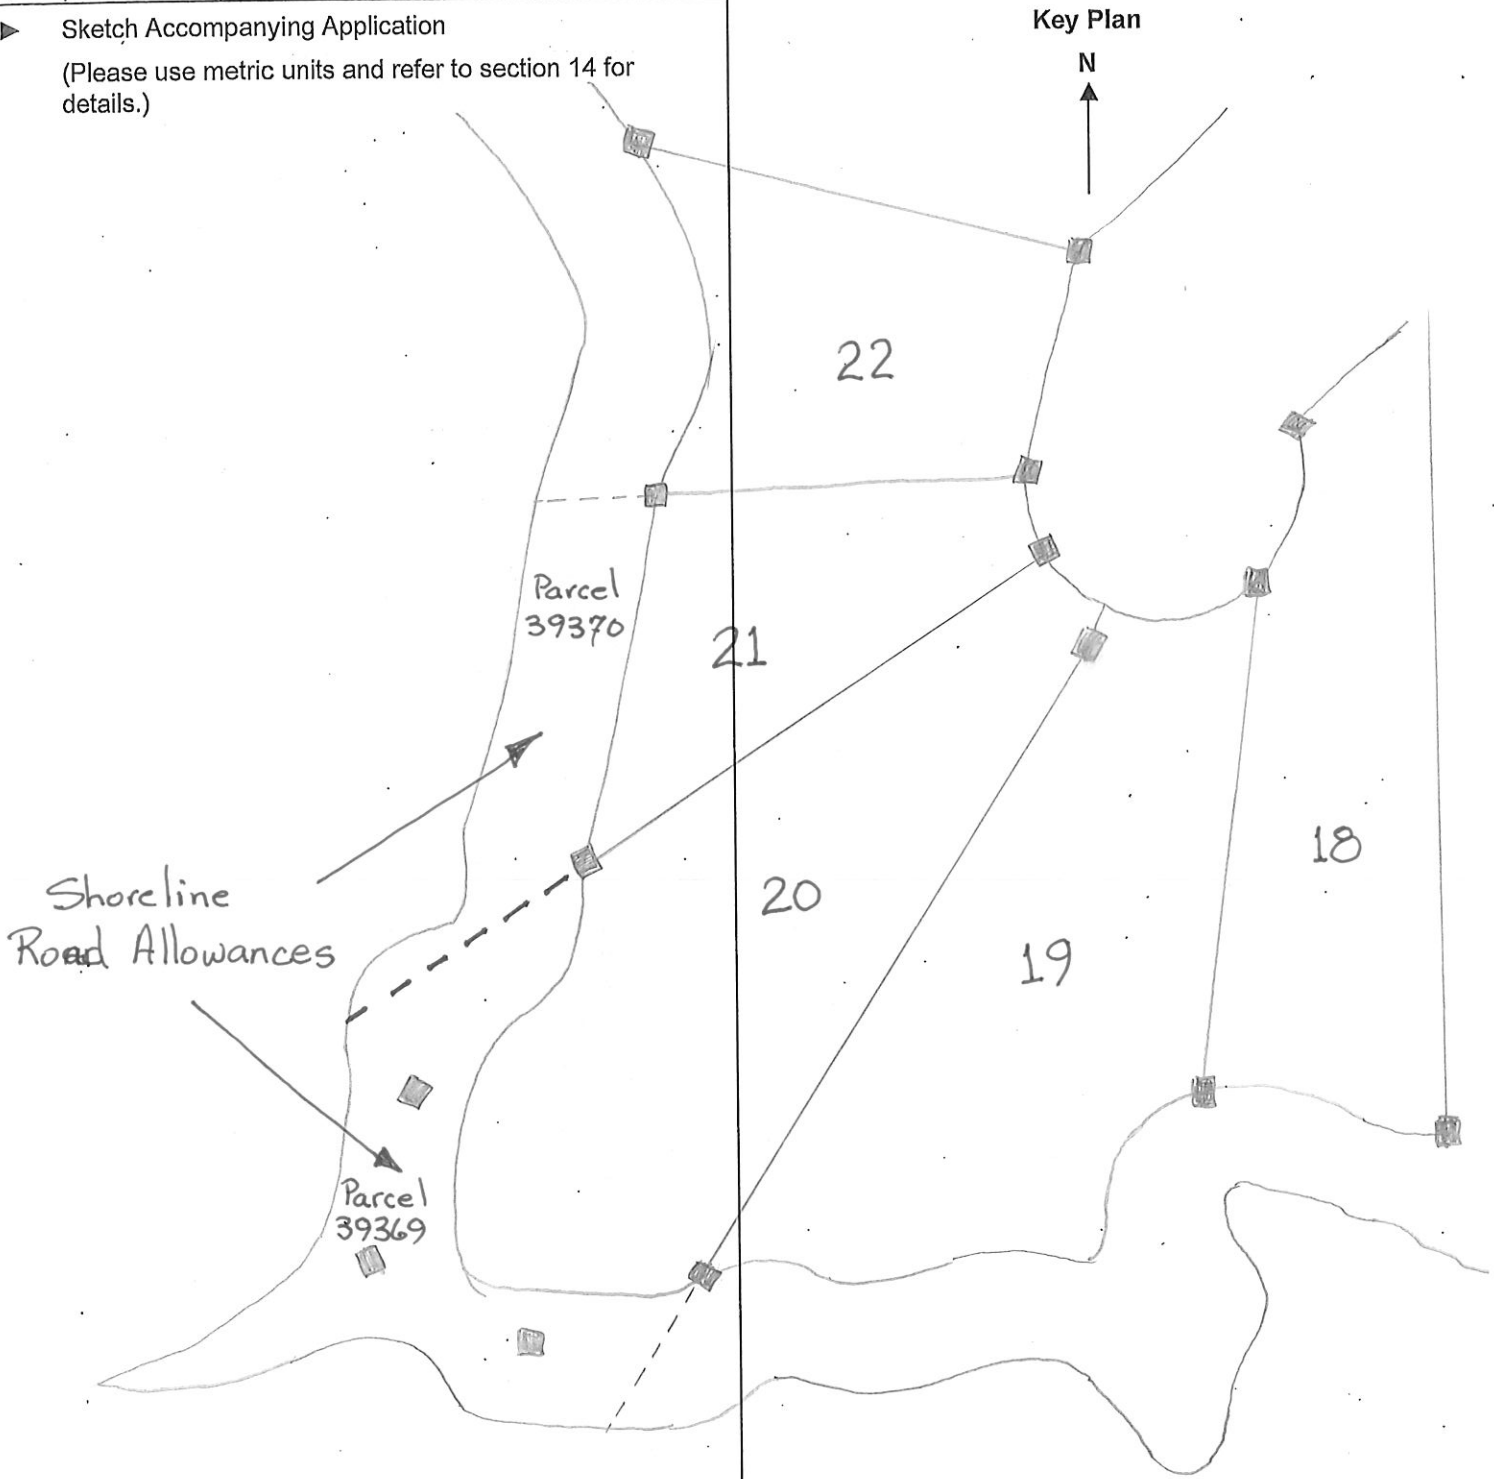 Sketch Accompanying Application
(Please use metric units and refer to section 14 for
details.)
Key Plan
N
22
Parcel
39370
21
18
Shoreline
Road Allowances
20
19
Parcel
39369